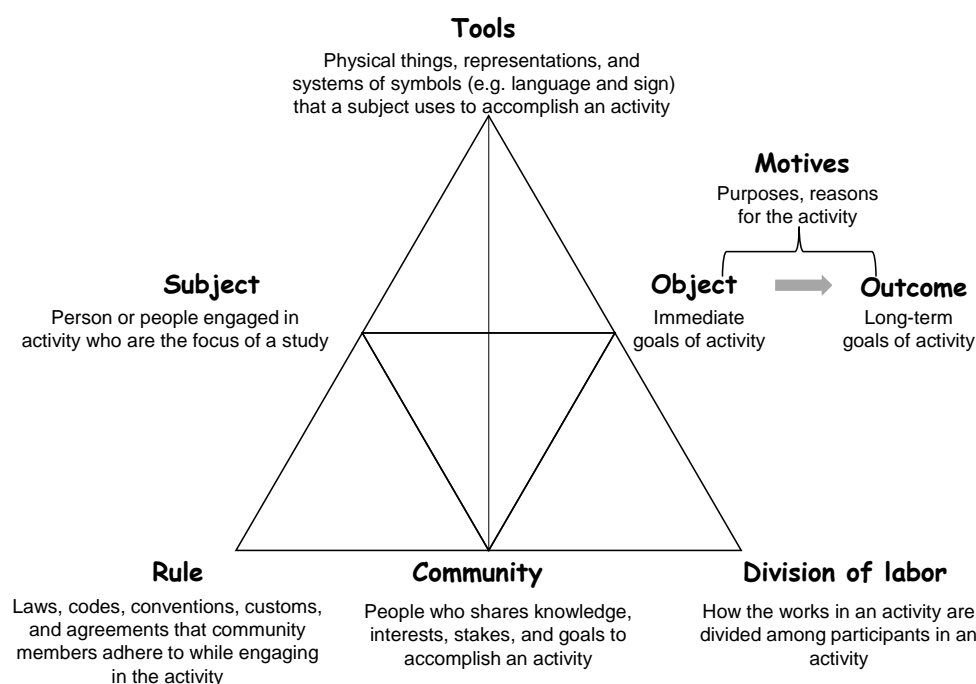 Tools
Physical things, representations, and
systems of symbols (e.g. language and sign)
that a subject uses to accomplish an activity
Motives
Purposes, reasons
for the activity
Subject
Person or people engaged in
activity who are the focus of a study
Object
Immediate
goals of activity
Outcome
Long-term
goals of activity
Rule
Laws, codes, conventions, customs,
and agreements that community
members adhere to while engaging
in the activity
Community
People who shares knowledge,
interests, stakes, and goals to
accomplish an activity
Division of labor
How the works in an activity are
divided among participants in an
activity